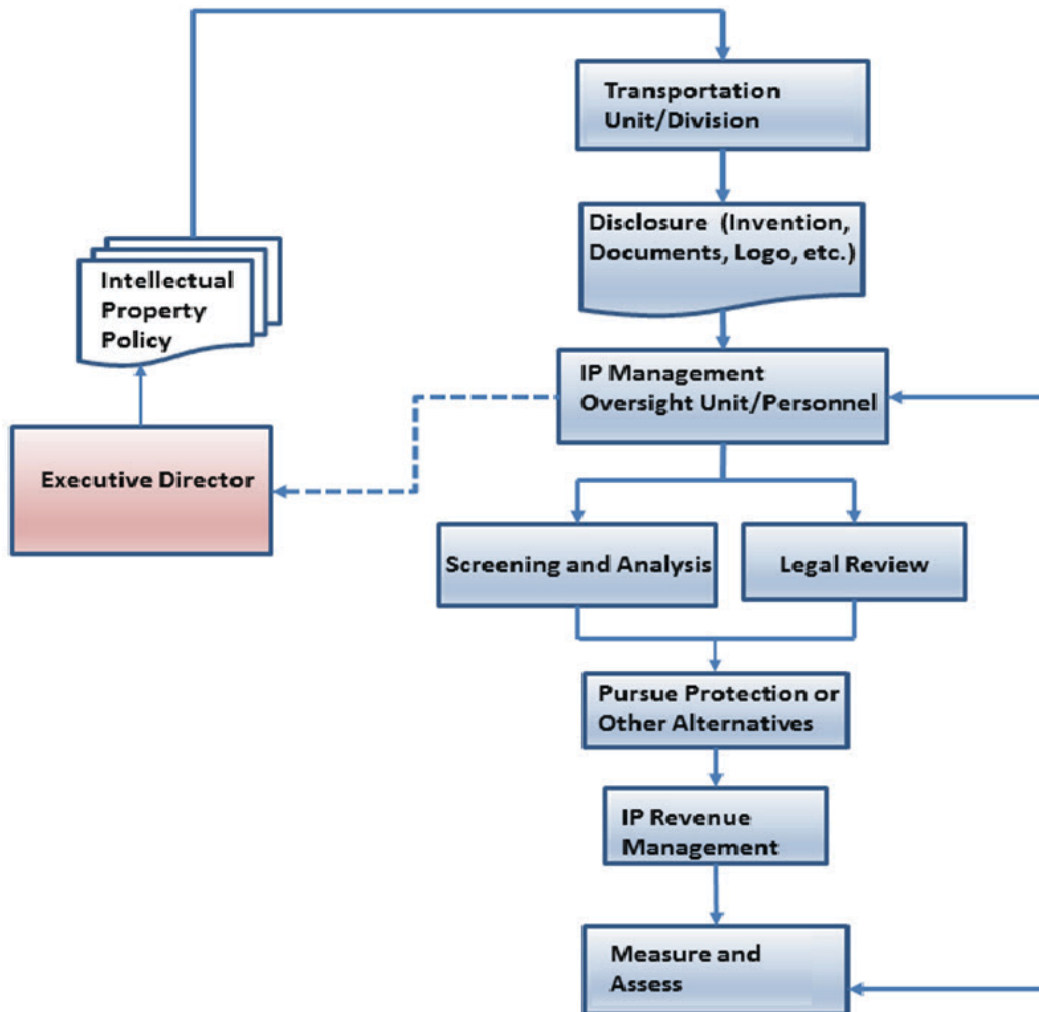 Transportation
Unit/Division
Disclosure (Invention,
Documents, Logo, etc.)
Intellectual
Property
Policy
IP Management
Oversight Unit/Personnel
Executive Director
Screening and Analysis
Legal Review
Pursue Protection or
Other Alternatives
IP Revenue
Management
Measure and
Assess